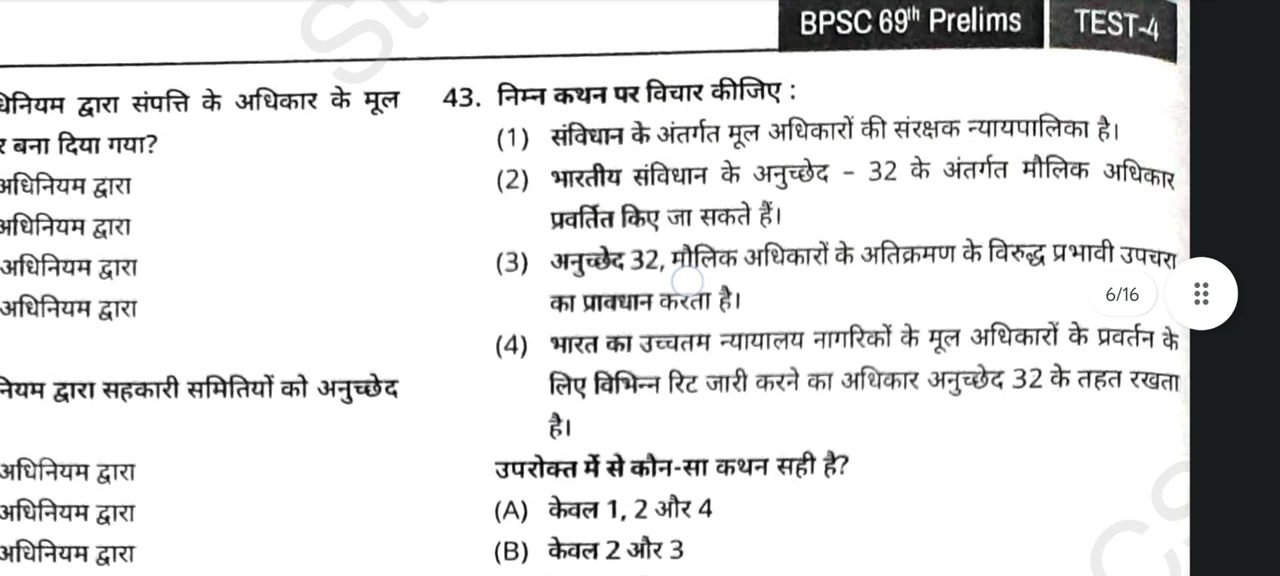 BPSC 69th Prelims TEST-4
धिनियम द्वारा संपत्ति के अधिकार के मूल
बना दिया गया?
अधिनियम द्वारा
अधिनियम द्वारा
अधिनियम द्वारा
अधिनियम द्वारा
नियम द्वारा सहकारी समितियों को अनुच्छेद
अधिनियम द्वारा
अधिनियम द्वारा
अधिनियम द्वारा
43. निम्न कथन पर विचार कीजिए :
(1) संविधान के अंतर्गत मूल अधिकारों की संरक्षक न्यायपालिका है।
(2) भारतीय संविधान के अनुच्छेद - 32 के अंतर्गत मौलिक अधिकार
प्रवर्तित किए जा सकते हैं।
(3) अनुच्छेद 32, मौलिक अधिकारों के अतिक्रमण के विरुद्ध प्रभावी उपचरा
का प्रावधान करता है।
(4) भारत का उच्चतम न्यायालय नागरिकों के मूल अधिकारों के प्रवर्तन के
लिए विभिन्न रिट जारी करने का अधिकार अनुच्छेद 32 के तहत रखता
है।
उपरोक्त में से कौन-सा कथन सही है?
(A) केवल 1, 2 और 4
(B) केवल 2 और 3
6/16